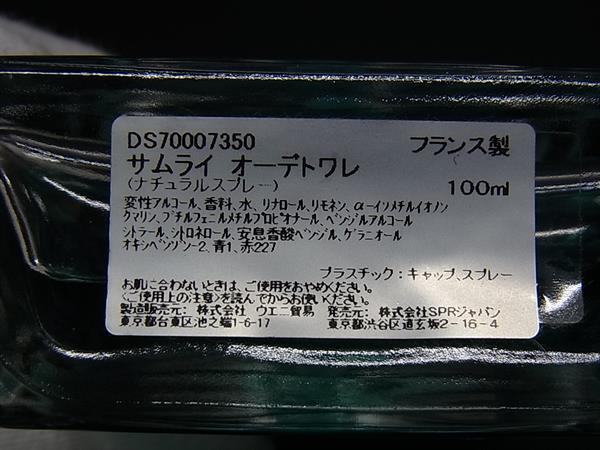 DS70007350 フランス製
サムライ オーデトワレ
(ナチュラルスプレー) 100ml
変性アルコール、香料、水、リナロール、リモネン、α-イソメチルイオノン
クマリン、ブチルフェニルメチルプロピオナール、ベンジルアルコール
シトラール、シトロネロール、安息香酸ベンジル、ゲラニオール
オキシベンゾン-2、青1、赤227
プラスチック:キャップ、スプレー
お肌に合わないときは、ご使用をおやめください。
〈ご使用上の注意〉を読んでからお使いください。
製造販売元: 株式会社 ウエニ貿易 発売元: 株式会社SPRジャパン
東京都台東区池之端1-6-17 東京都渋谷区道玄坂2-16-4